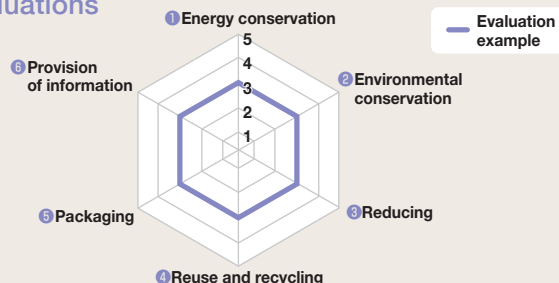 ❶Energy conservation
5
4
3
2
1
❷Environmental
conservation
❸Reducing
❹Reuse and recycling
❺Packaging
❻Provision
of information
Evaluation
example